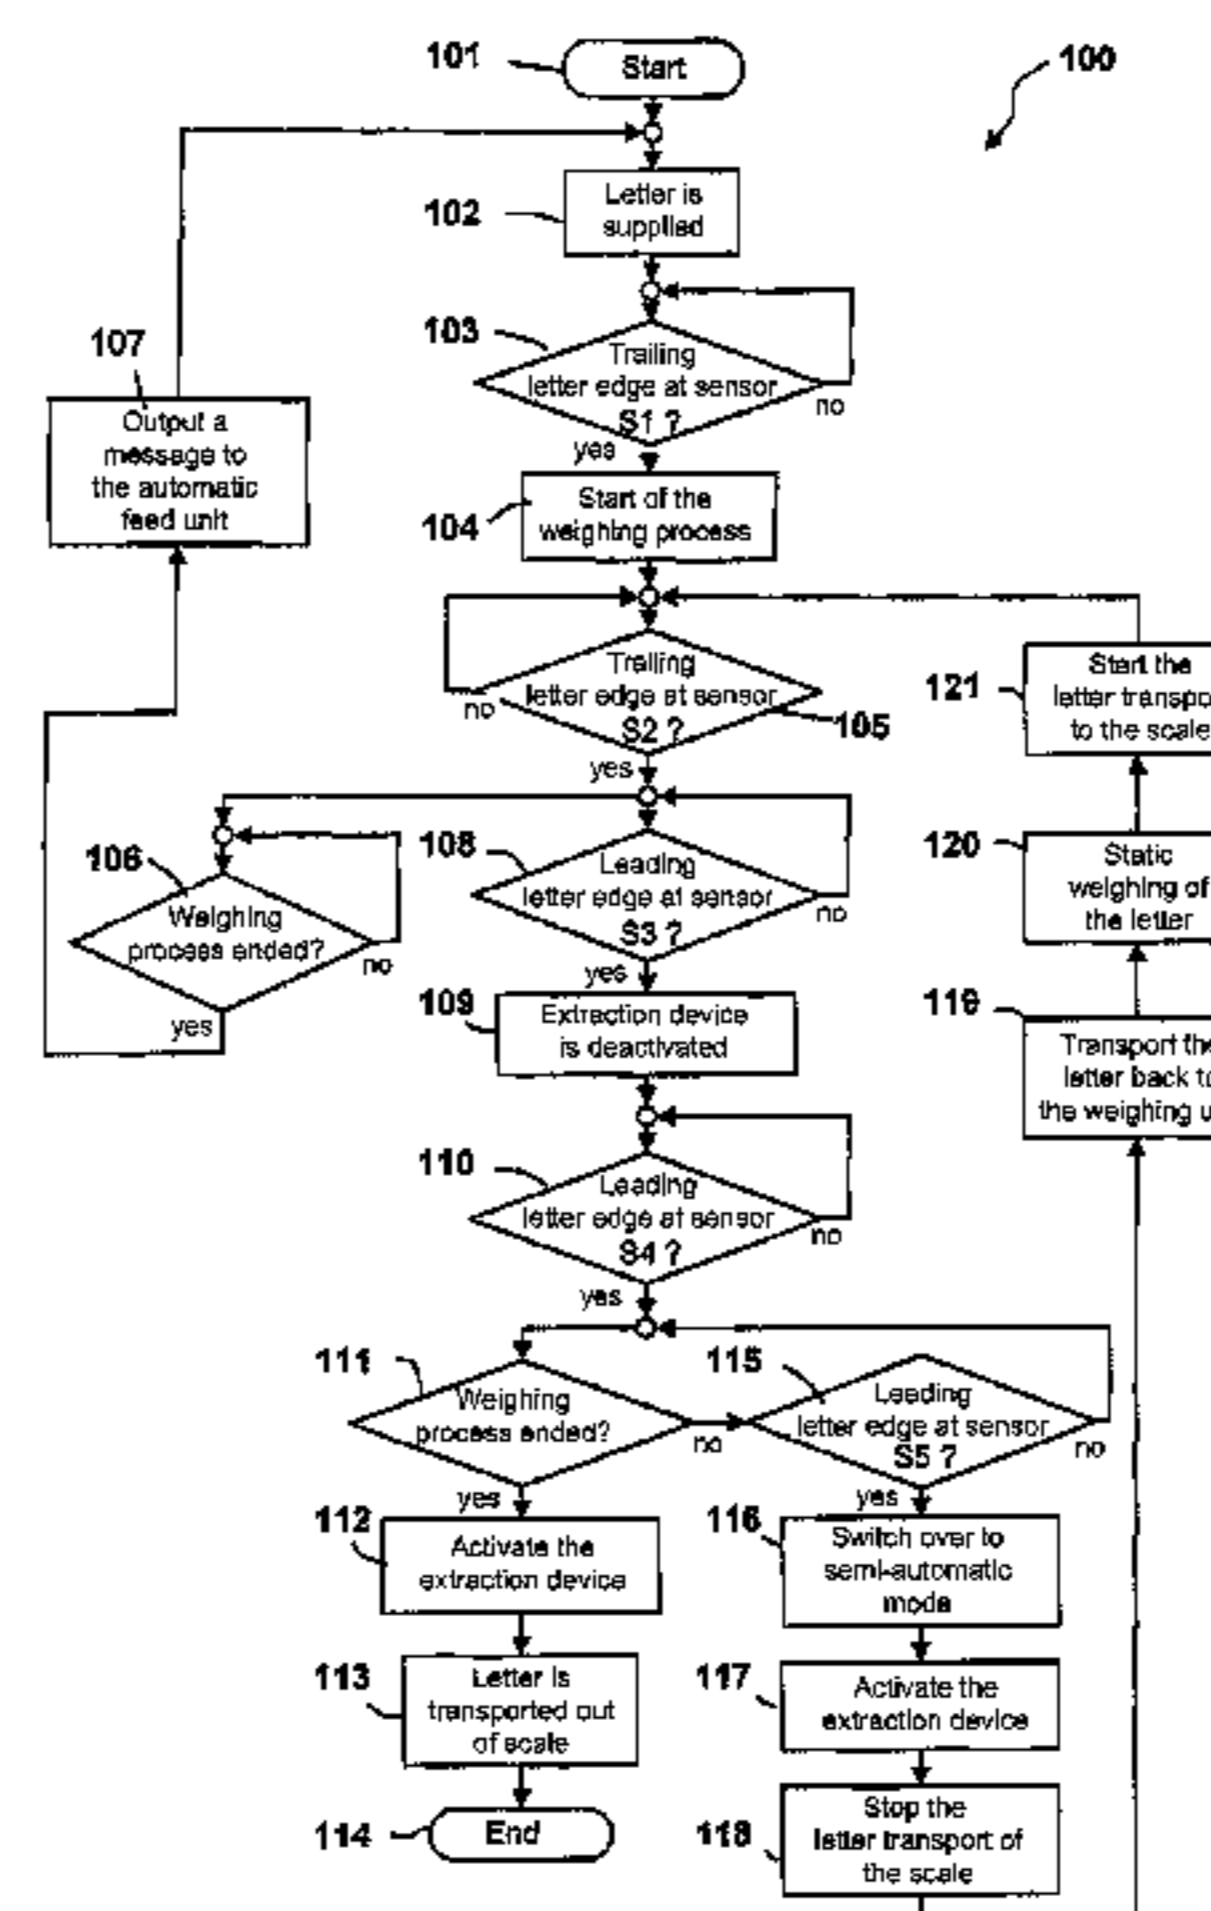 101
Start
100
102
Letter is
supplied
103
Trailing
letter edge at sensor
S1 ?
no
yes
107
Output a
message to
the automatic
feed unit
104
Start of the
weighing process
Trailing
letter edge at sensor
S2 ?
no
105
yes
121
Start the
letter
to the scale
106
Weighing
process ended?
no
yes
108
Leading
letter edge at sensor
S3 ?
no
yes
120
Static
weighing of
the letter
109
Extraction device
is deactivated
119
Transport
letter back
the weighing
110
Leading
letter edge at sensor
S4 ?
no
yes
111
Weighing
process ended?
no
yes
115
Leading
letter edge at sensor
S5 ?
no
yes
112
Activate the
extraction device
116
Switch over to
semi-automatic
mode
113
Letter is
transported out
of scale
117
Activate the
extraction device
114
End
118
Stop the
letter transport of
the scale